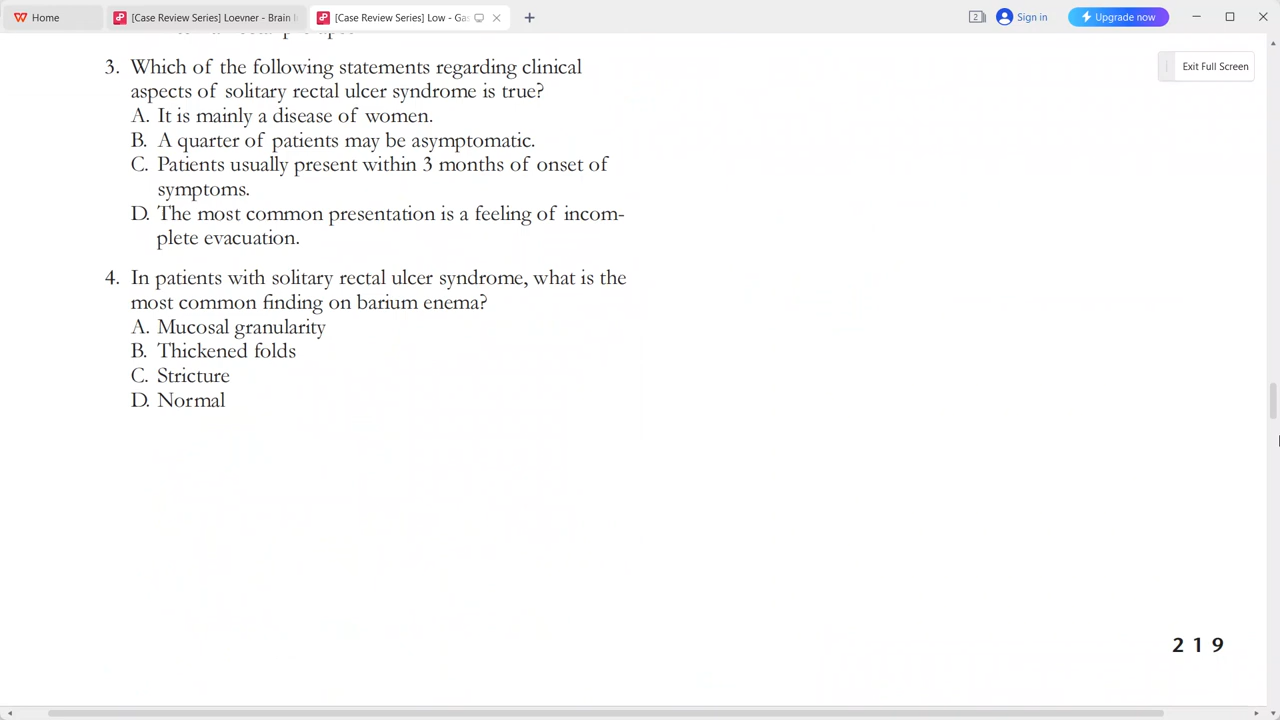 Home
[Case Review Series] Loevner - Brain I
[Case Review Series] Low - Gas
2
Sign in
Upgrade now
Exit Full Screen
3. Which of the following statements regarding clinical
aspects of solitary rectal ulcer syndrome is true?
A. It is mainly a disease of women.
B. A quarter of patients may be asymptomatic.
C. Patients usually present within 3 months of onset of
symptoms.
D. The most common presentation is a feeling of incom-
plete evacuation.
4. In patients with solitary rectal ulcer syndrome, what is the
most common finding on barium enema?
A. Mucosal granularity
B. Thickened folds
C. Stricture
D. Normal
219